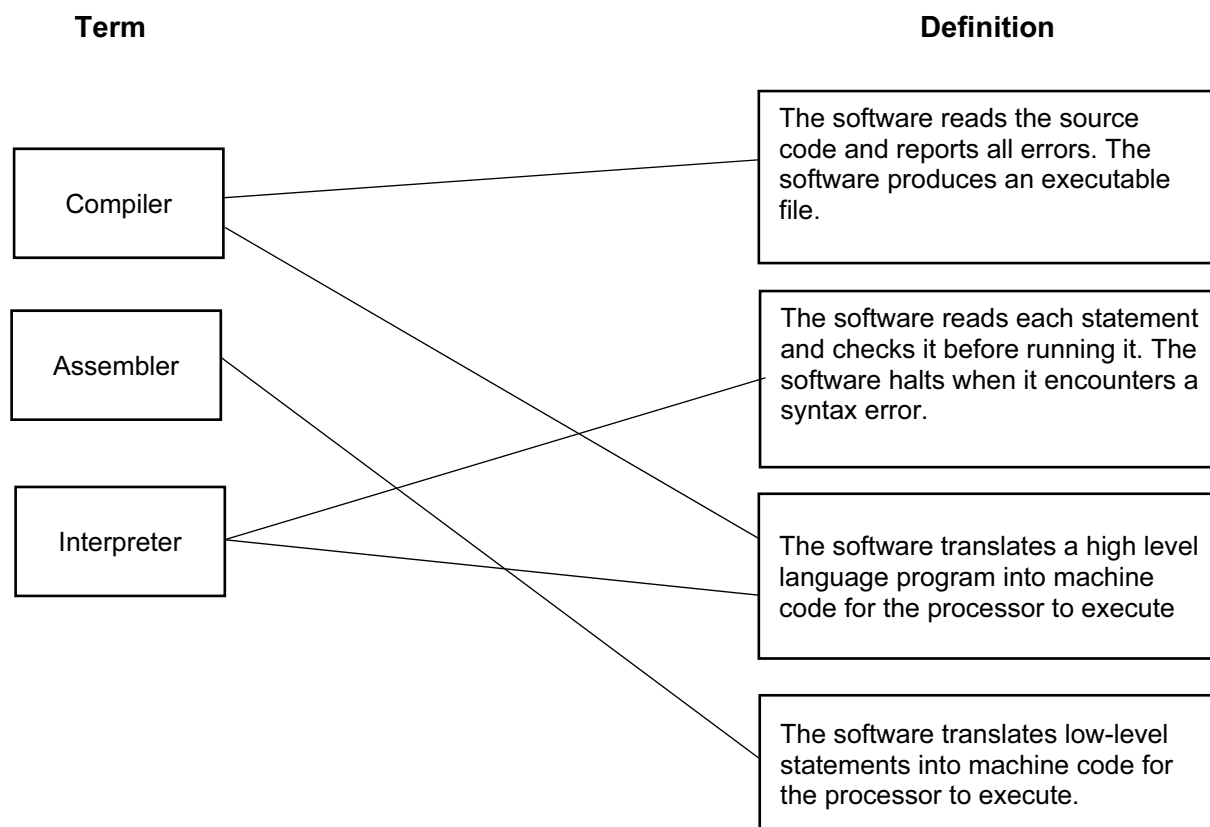 Term
Definition
Compiler
Assembler
Interpreter
The software reads the source
code and reports all errors. The
software produces an executable
file.
The software reads each statement
and checks it before running it. The
software halts when it encounters a
syntax error.
The software translates a high level
language program into machine
code for the processor to execute
The software translates low-level
statements into machine code for
the processor to execute.